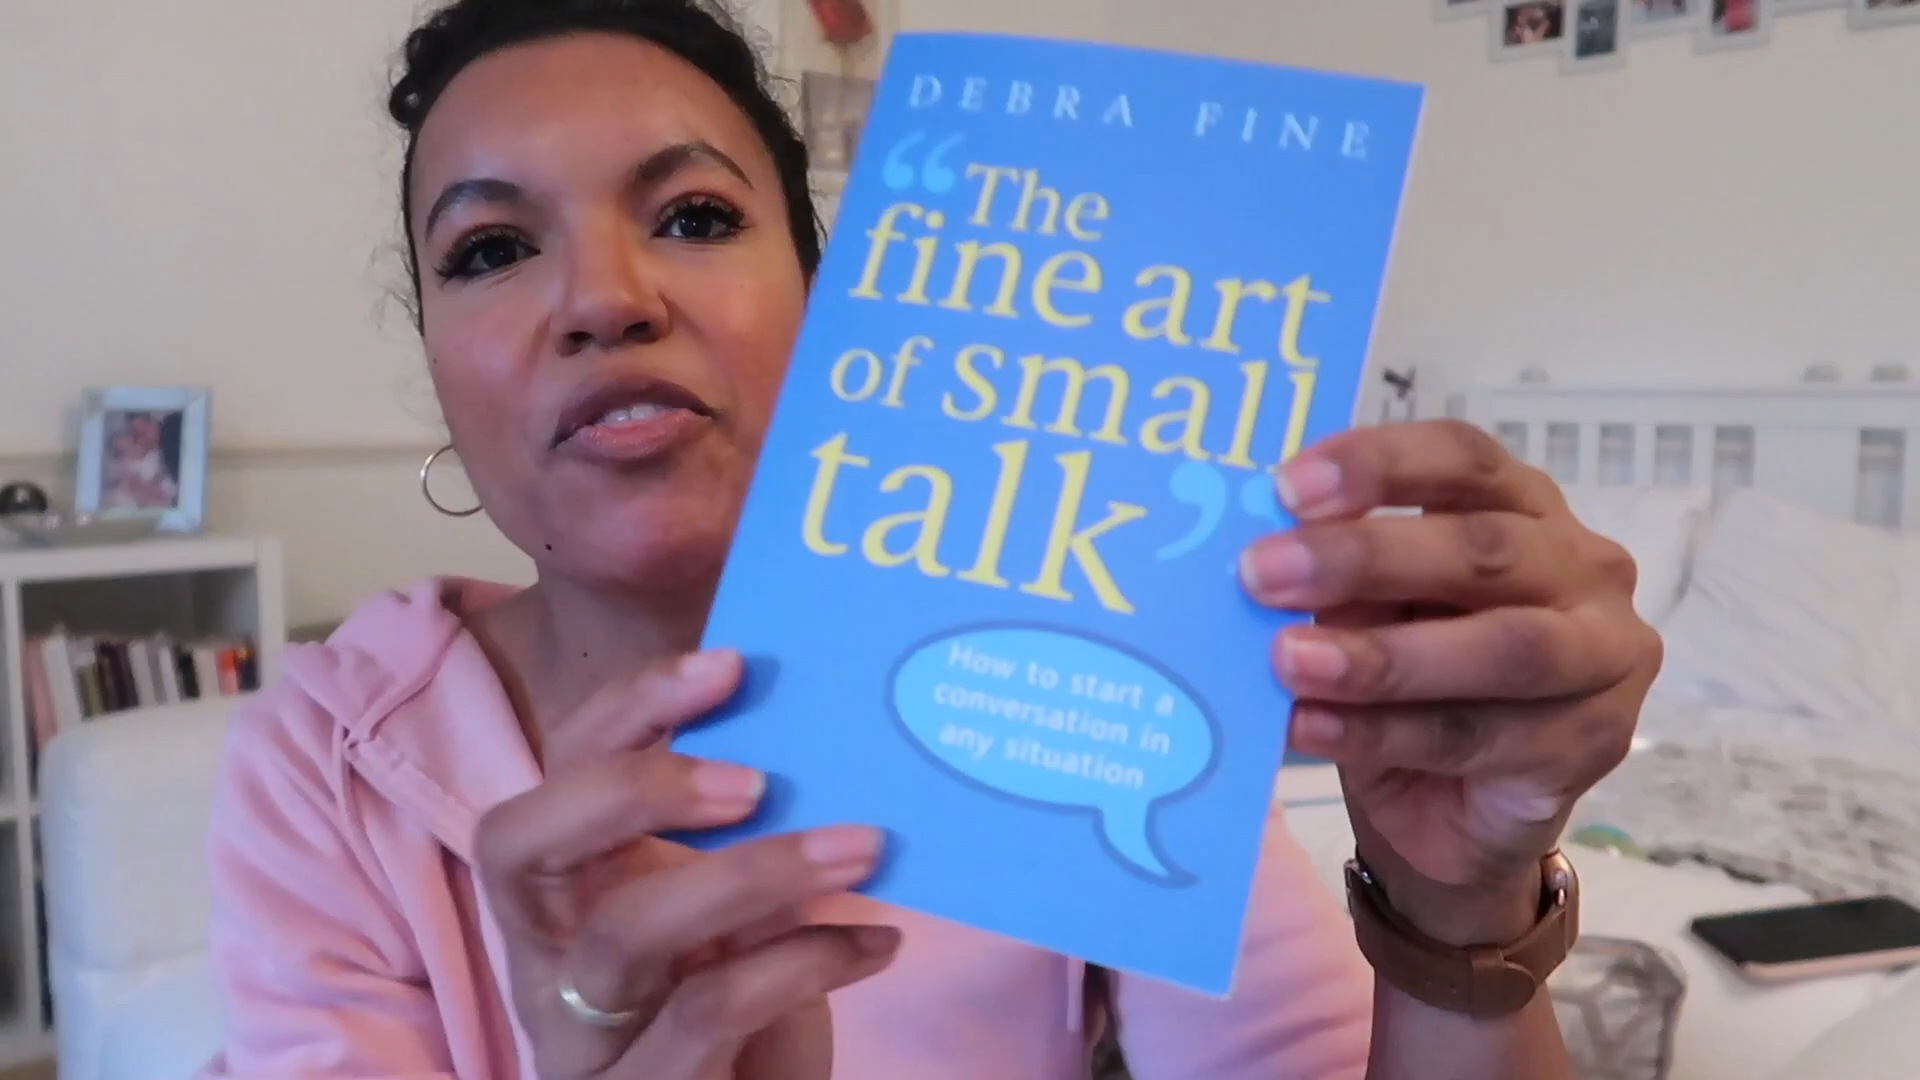 DEBRA FINE
“The
fine art
of small
talk”
How to start a
conversation in
any situation